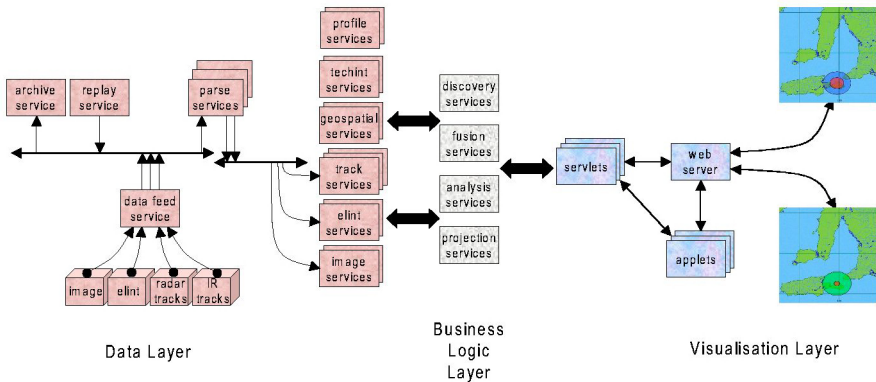 archive
service
replay
service
parse
services
data feed
service
image
elint
radar
tracks
IR
tracks
profile
services
techint
services
geospatial
services
track
services
elint
services
image
services
discovery
services
fusion
services
analysis
services
projection
services
servlets
web
server
applets
Data Layer
Business
Logic
Layer
Visualisation Layer